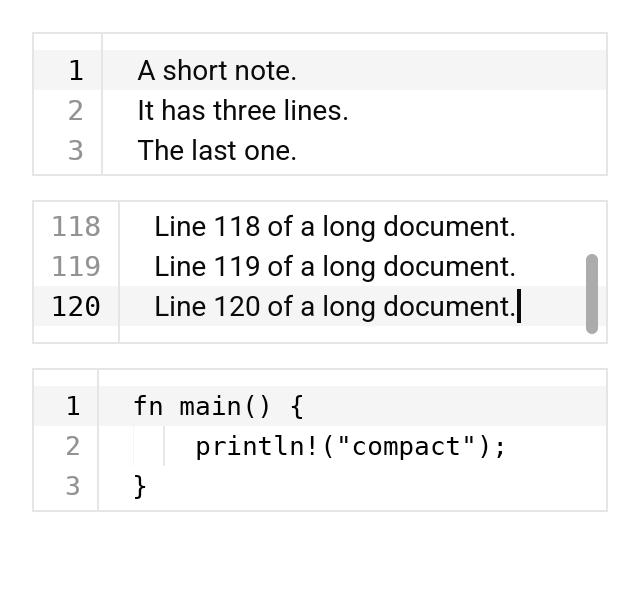 1 A short note.
2 It has three lines.
3 The last one.
118 Line 118 of a long document.
119 Line 119 of a long document.
120 Line 120 of a long document.
1 fn main() {
2     println!("compact");
3 }